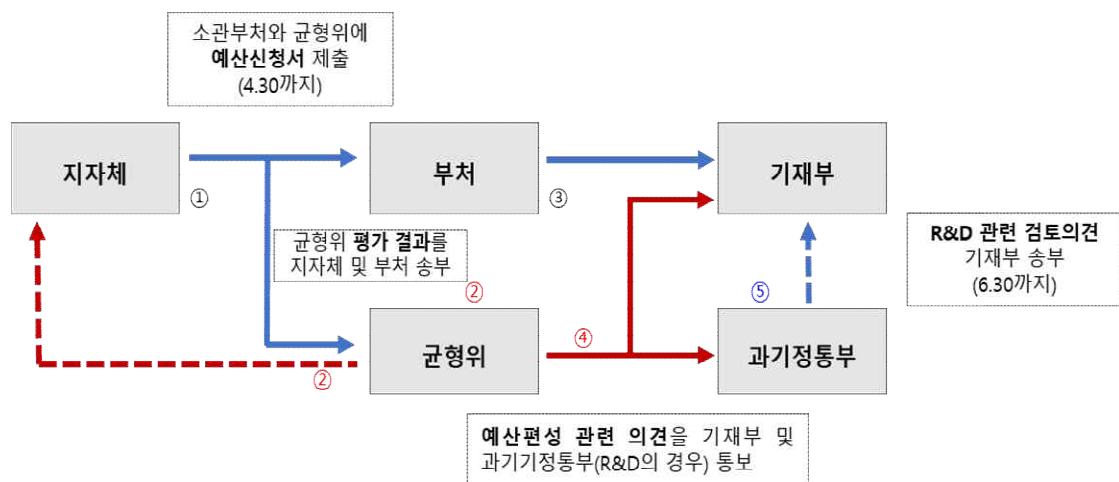 소관부처와 균형위에
예산신청서 제출
(4.30까지)
지자체
부처
기재부
①
③
균형위 평가 결과를
지자체 및 부처 송부
R&D 관련 검토의견
기재부 송부
(6.30까지)
②
⑤
④
균형위
과기정통부
②
예산편성 관련 의견을 기재부 및
과기기정통부(R&D의 경우) 통보